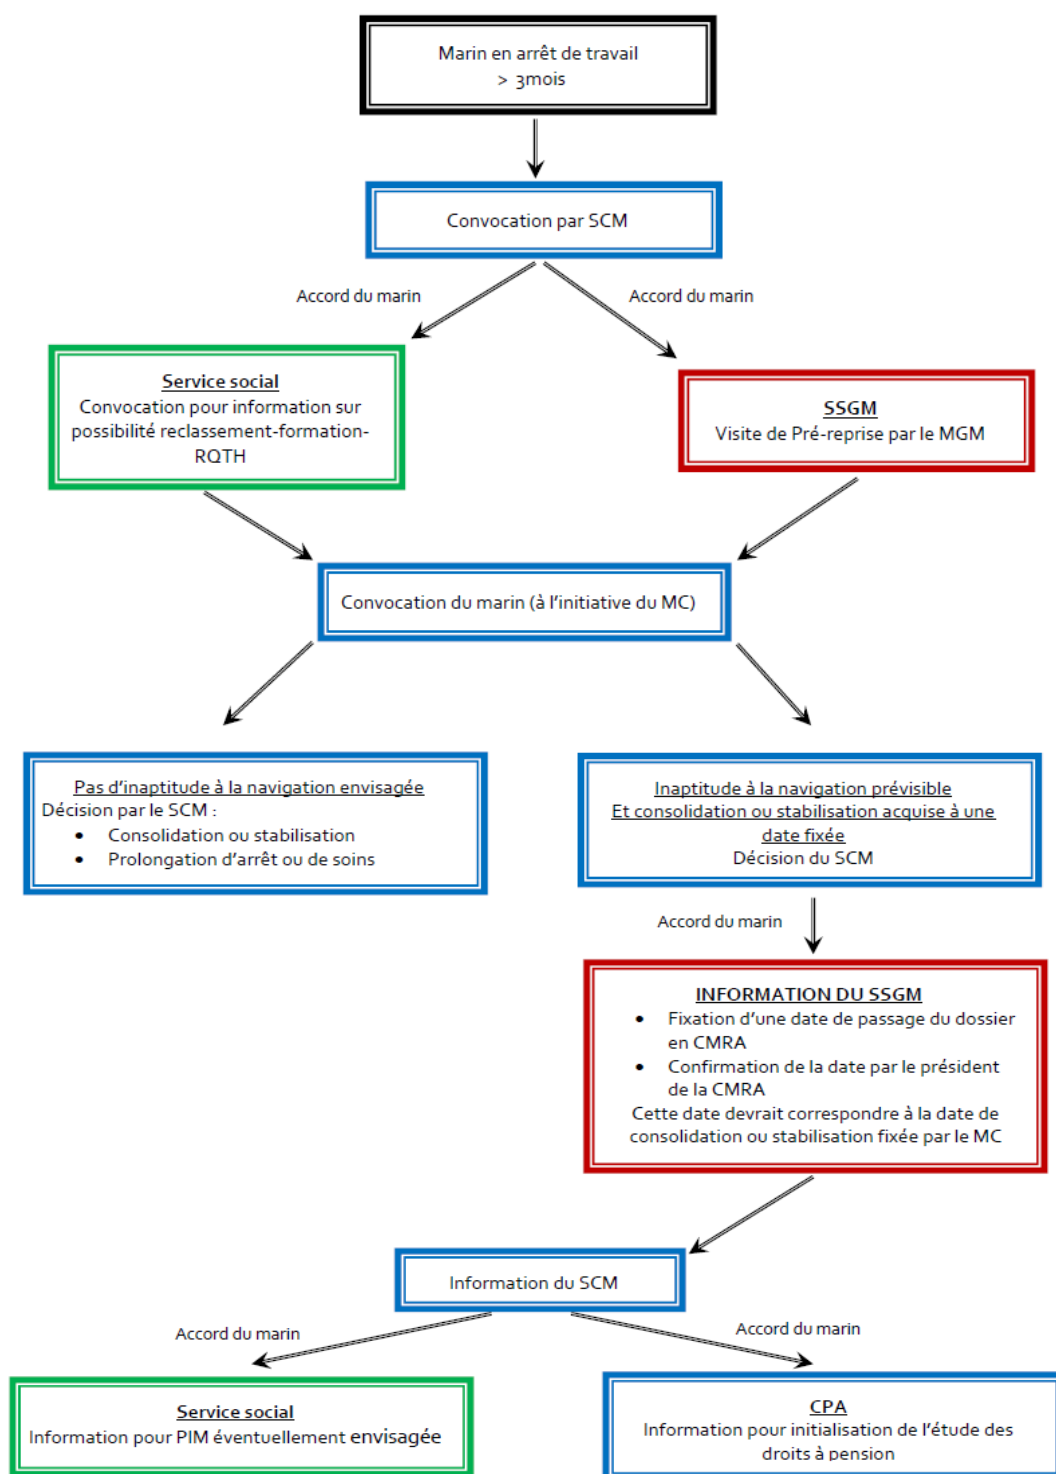 Marin en arrêt de travail
> 3mois
Convocation par SCM
Accord du marin
Accord du marin
Service social
Convocation pour information sur
possibilité reclassement-formation-
RQTH
SSGM
Visite de Pré-reprise par le MGM
Convocation du marin (à l'initiative du MC)
Pas d'inaptitude à la navigation envisagée
Décision par le SCM :
• Consolidation ou stabilisation
• Prolongation d'arrêt ou de soins
Inaptitude à la navigation prévisible
Et consolidation ou stabilisation acquise à une
date fixée
Décision du SCM
Accord du marin
INFORMATION DU SSGM
• Fixation d'une date de passage du dossier
en CMRA
• Confirmation de la date par le président
de la CMRA
Cette date devrait correspondre à la date de
consolidation ou stabilisation fixée par le MC
Information du SCM
Accord du marin
Accord du marin
Service social
Information pour PIM éventuellement envisagée
CPA
Information pour initialisation de l'étude des
droits à pension